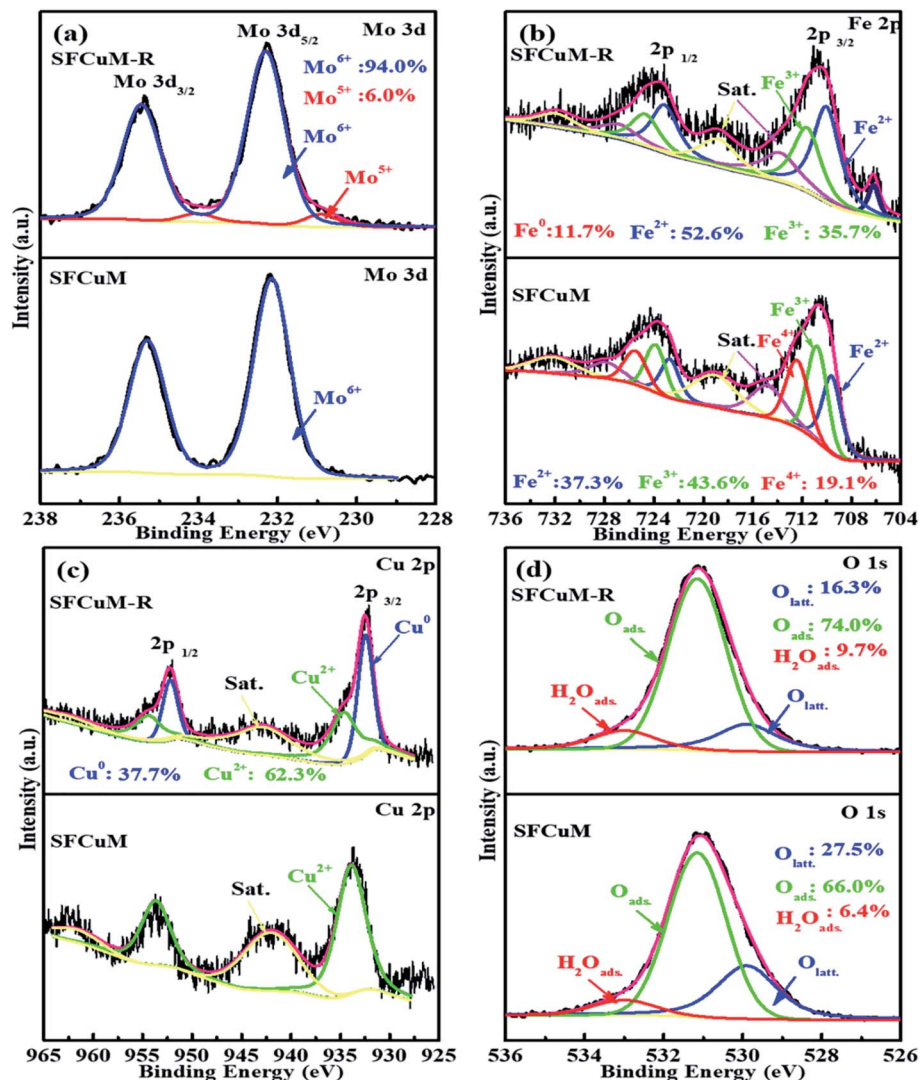 (a)
Mo 3d5/2
Mo 3d
SFCuM-R
Mo6+:94.0%
Mo5+:6.0%
Mo 3d3/2
Mo6+
Mo5+
SFCuM
Mo 3d
Mo6+
Intensity (a.u.)
238 236 234 232 230 228
Binding Energy (eV)
(b)
Fe 2p
SFCuM-R
2p 1/2
2p 3/2
Sat.
Fe3+
Fe2+
Fe0:11.7% Fe2+:52.6% Fe3+: 35.7%
SFCuM
Sat.
Fe4+
Fe3+
Fe2+
Fe2+:37.3% Fe3+:43.6% Fe4+: 19.1%
Intensity (a.u.)
736 728 720 712 704
Binding Energy (eV)
(c)
Cu 2p
SFCuM-R
2p 3/2
2p 1/2
Cu0
Sat.
Cu2+
Cu0: 37.7% Cu2+: 62.3%
Cu 2p
SFCuM
Sat.
Cu2+
Intensity (a.u.)
965 960 955 950 945 940 935 930 925
Binding Energy (eV)
(d)
O 1s
SFCuM-R
Olatt.: 16.3%
Oads.: 74.0%
H2Oads.: 9.7%
Oads.
H2Oads.
Olatt.
O 1s
SFCuM
Olatt.: 27.5%
Oads.: 66.0%
H2Oads.: 6.4%
Oads.
H2Oads.
Olatt.
Intensity (a.u.)
536 534 532 530 528 526
Binding Energy (eV)